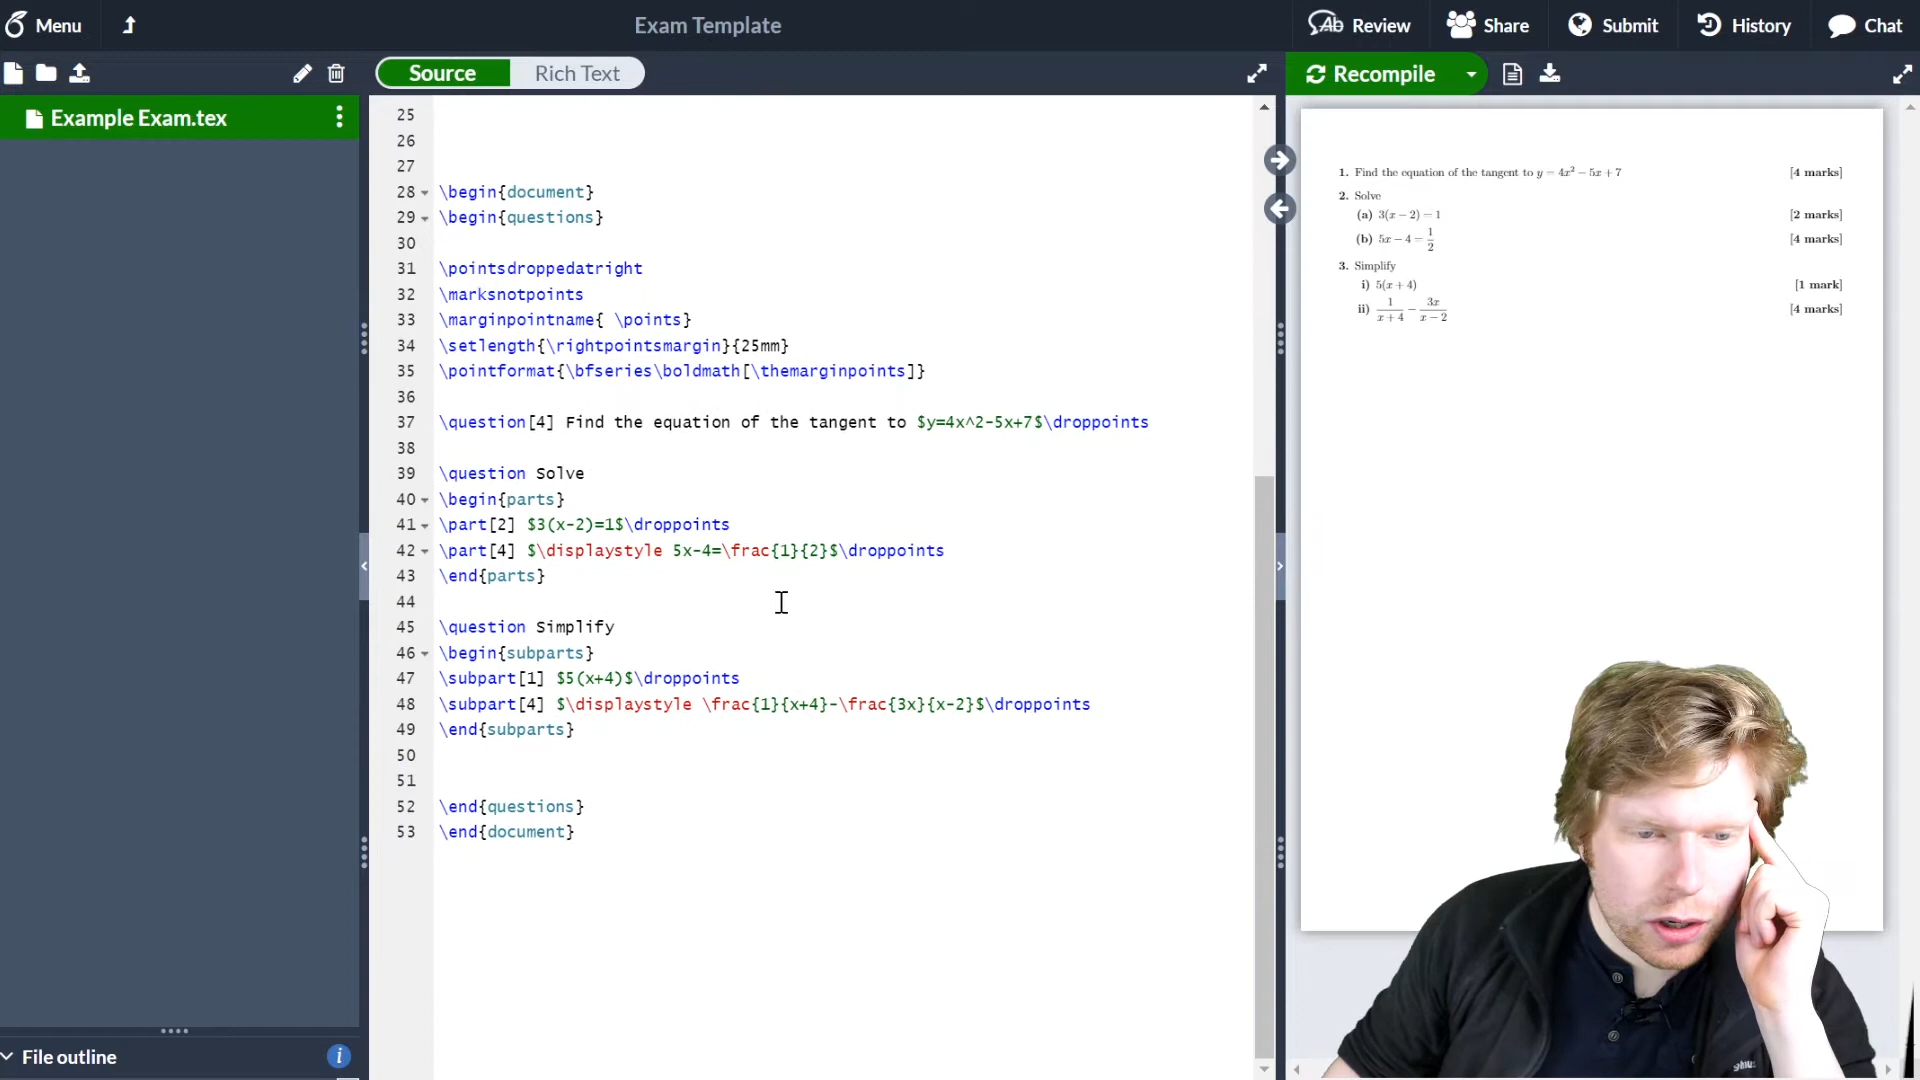 Menu
Exam Template
Review
Share
Submit
History
Chat
Source
Rich Text
Recompile
Example Exam.tex
25
26
27
28 \begin{document}
29 \begin{questions}
30
31 \pointsdroppedatright
32 \marksnotpoints
33 \marginpointname{ \points}
34 \setlength{\rightpointsmargin}{25mm}
35 \pointformat{\bfseries\boldmath[\themarginpoints]}
36
37 \question[4] Find the equation of the tangent to $y=4x^2-5x+7$\droppoints
38
39 \question Solve
40 \begin{parts}
41 \part[2] $3(x-2)=1$\droppoints
42 \part[4] $\displaystyle 5x-4=\frac{1}{2}$\droppoints
43 \end{parts}
44
45 \question Simplify
46 \begin{subparts}
47 \subpart[1] $5(x+4)$\droppoints
48 \subpart[4] $\displaystyle \frac{1}{x+4}-\frac{3x}{x-2}$\droppoints
49 \end{subparts}
50
51
52 \end{questions}
53 \end{document}
1. Find the equation of the tangent to y = 4x² − 5x + 7 [4 marks]
2. Solve
(a) 3(x − 2) = 1 [2 marks]
(b) 5x − 4 = 1/2 [4 marks]
3. Simplify
i) 5(x + 4) [1 mark]
ii) 1/(x + 4) − 3x/(x − 2) [4 marks]
File outline